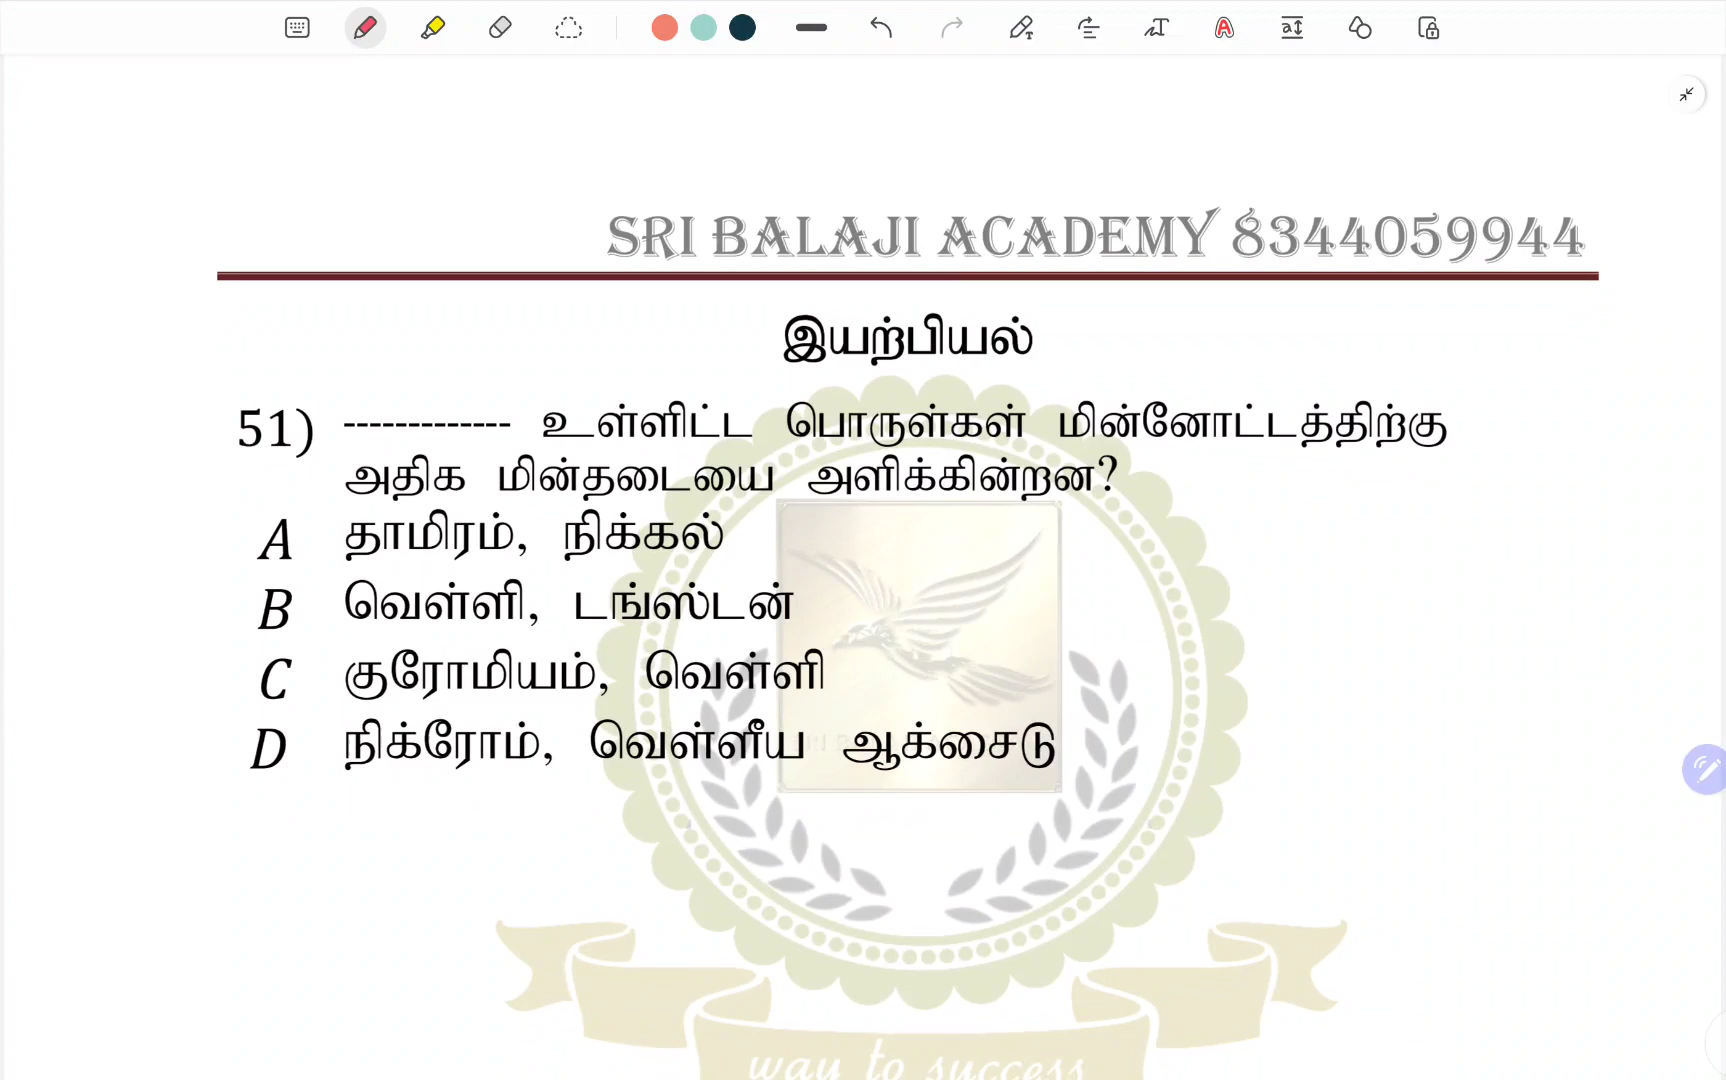 SRI BALAJI ACADEMY 8344059944
இயற்பியல்
51) ------------- உள்ளிட்ட பொருள்கள் மின்னோட்டத்திற்கு
அதிக மின்தடையை அளிக்கின்றன?
A தாமிரம், நிக்கல்
B வெள்ளி, டங்ஸ்டன்
C குரோமியம், வெள்ளி
D நிக்ரோம், வெள்ளீய ஆக்சைடு
way to success